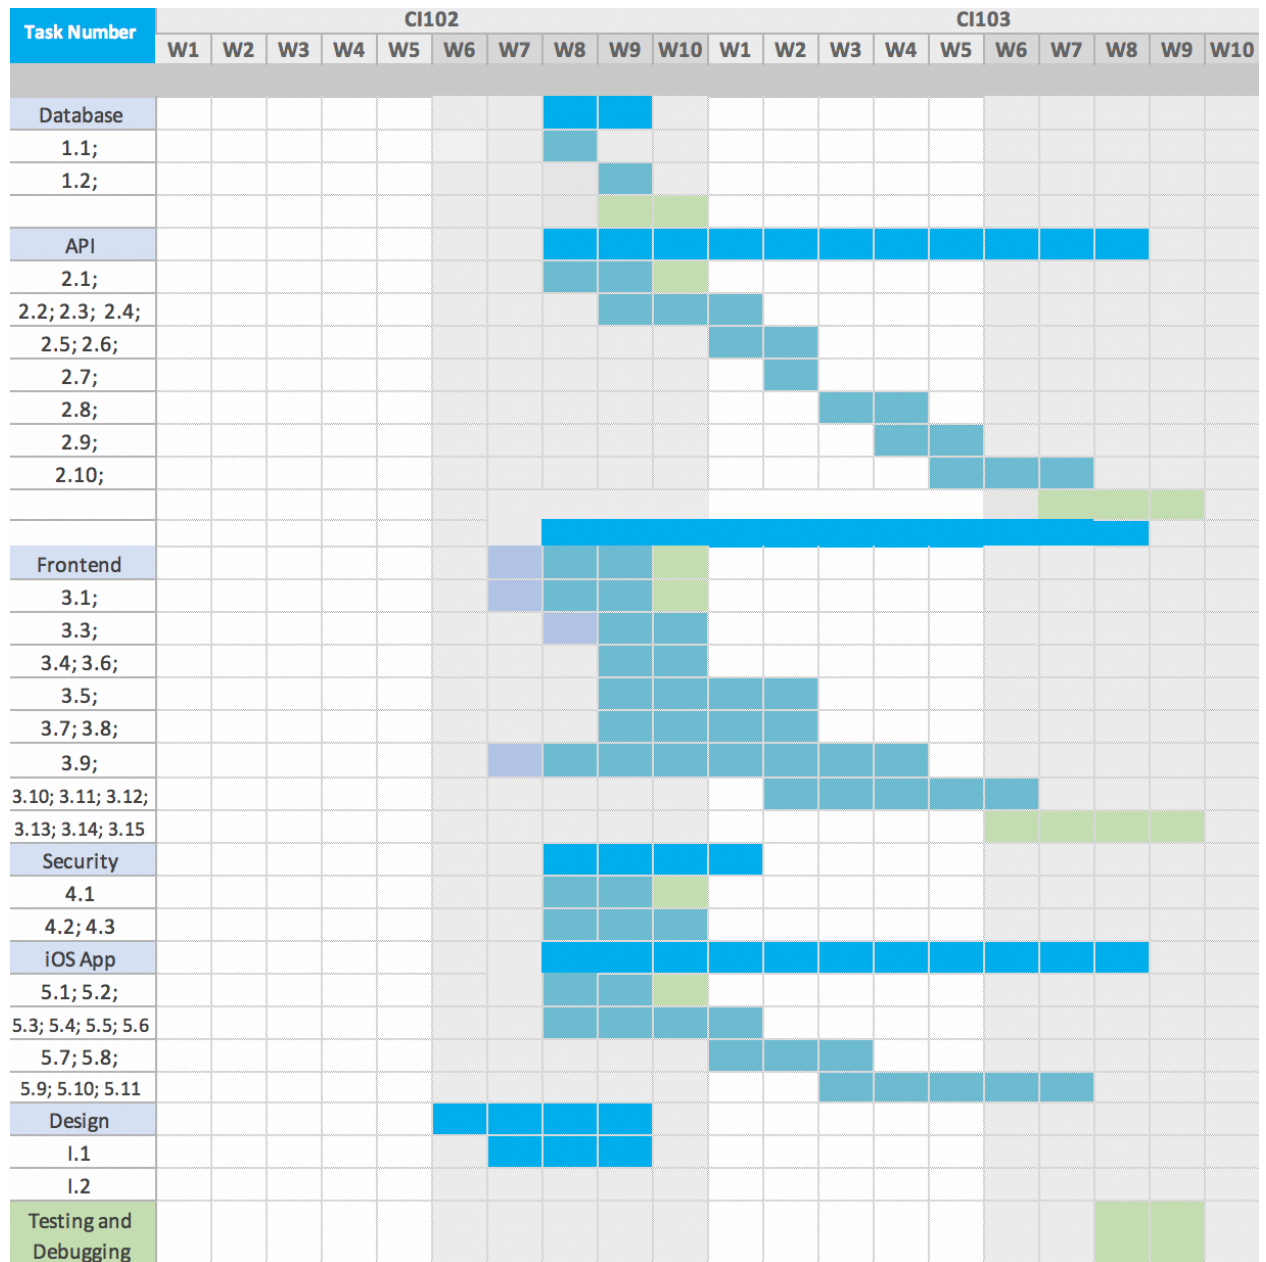 Task Number
CI102 CI103
W1 W2 W3 W4 W5 W6 W7 W8 W9 W10 W1 W2 W3 W4 W5 W6 W7 W8 W9 W10
Database
1.1;
1.2;
API
2.1;
2.2; 2.3; 2.4;
2.5; 2.6;
2.7;
2.8;
2.9;
2.10;
Frontend
3.1;
3.3;
3.4; 3.6;
3.5;
3.7; 3.8;
3.9;
3.10; 3.11; 3.12;
3.13; 3.14; 3.15
Security
4.1
4.2; 4.3
iOS App
5.1; 5.2;
5.3; 5.4; 5.5; 5.6
5.7; 5.8;
5.9; 5.10; 5.11
Design
I.1
I.2
Testing and
Debugging